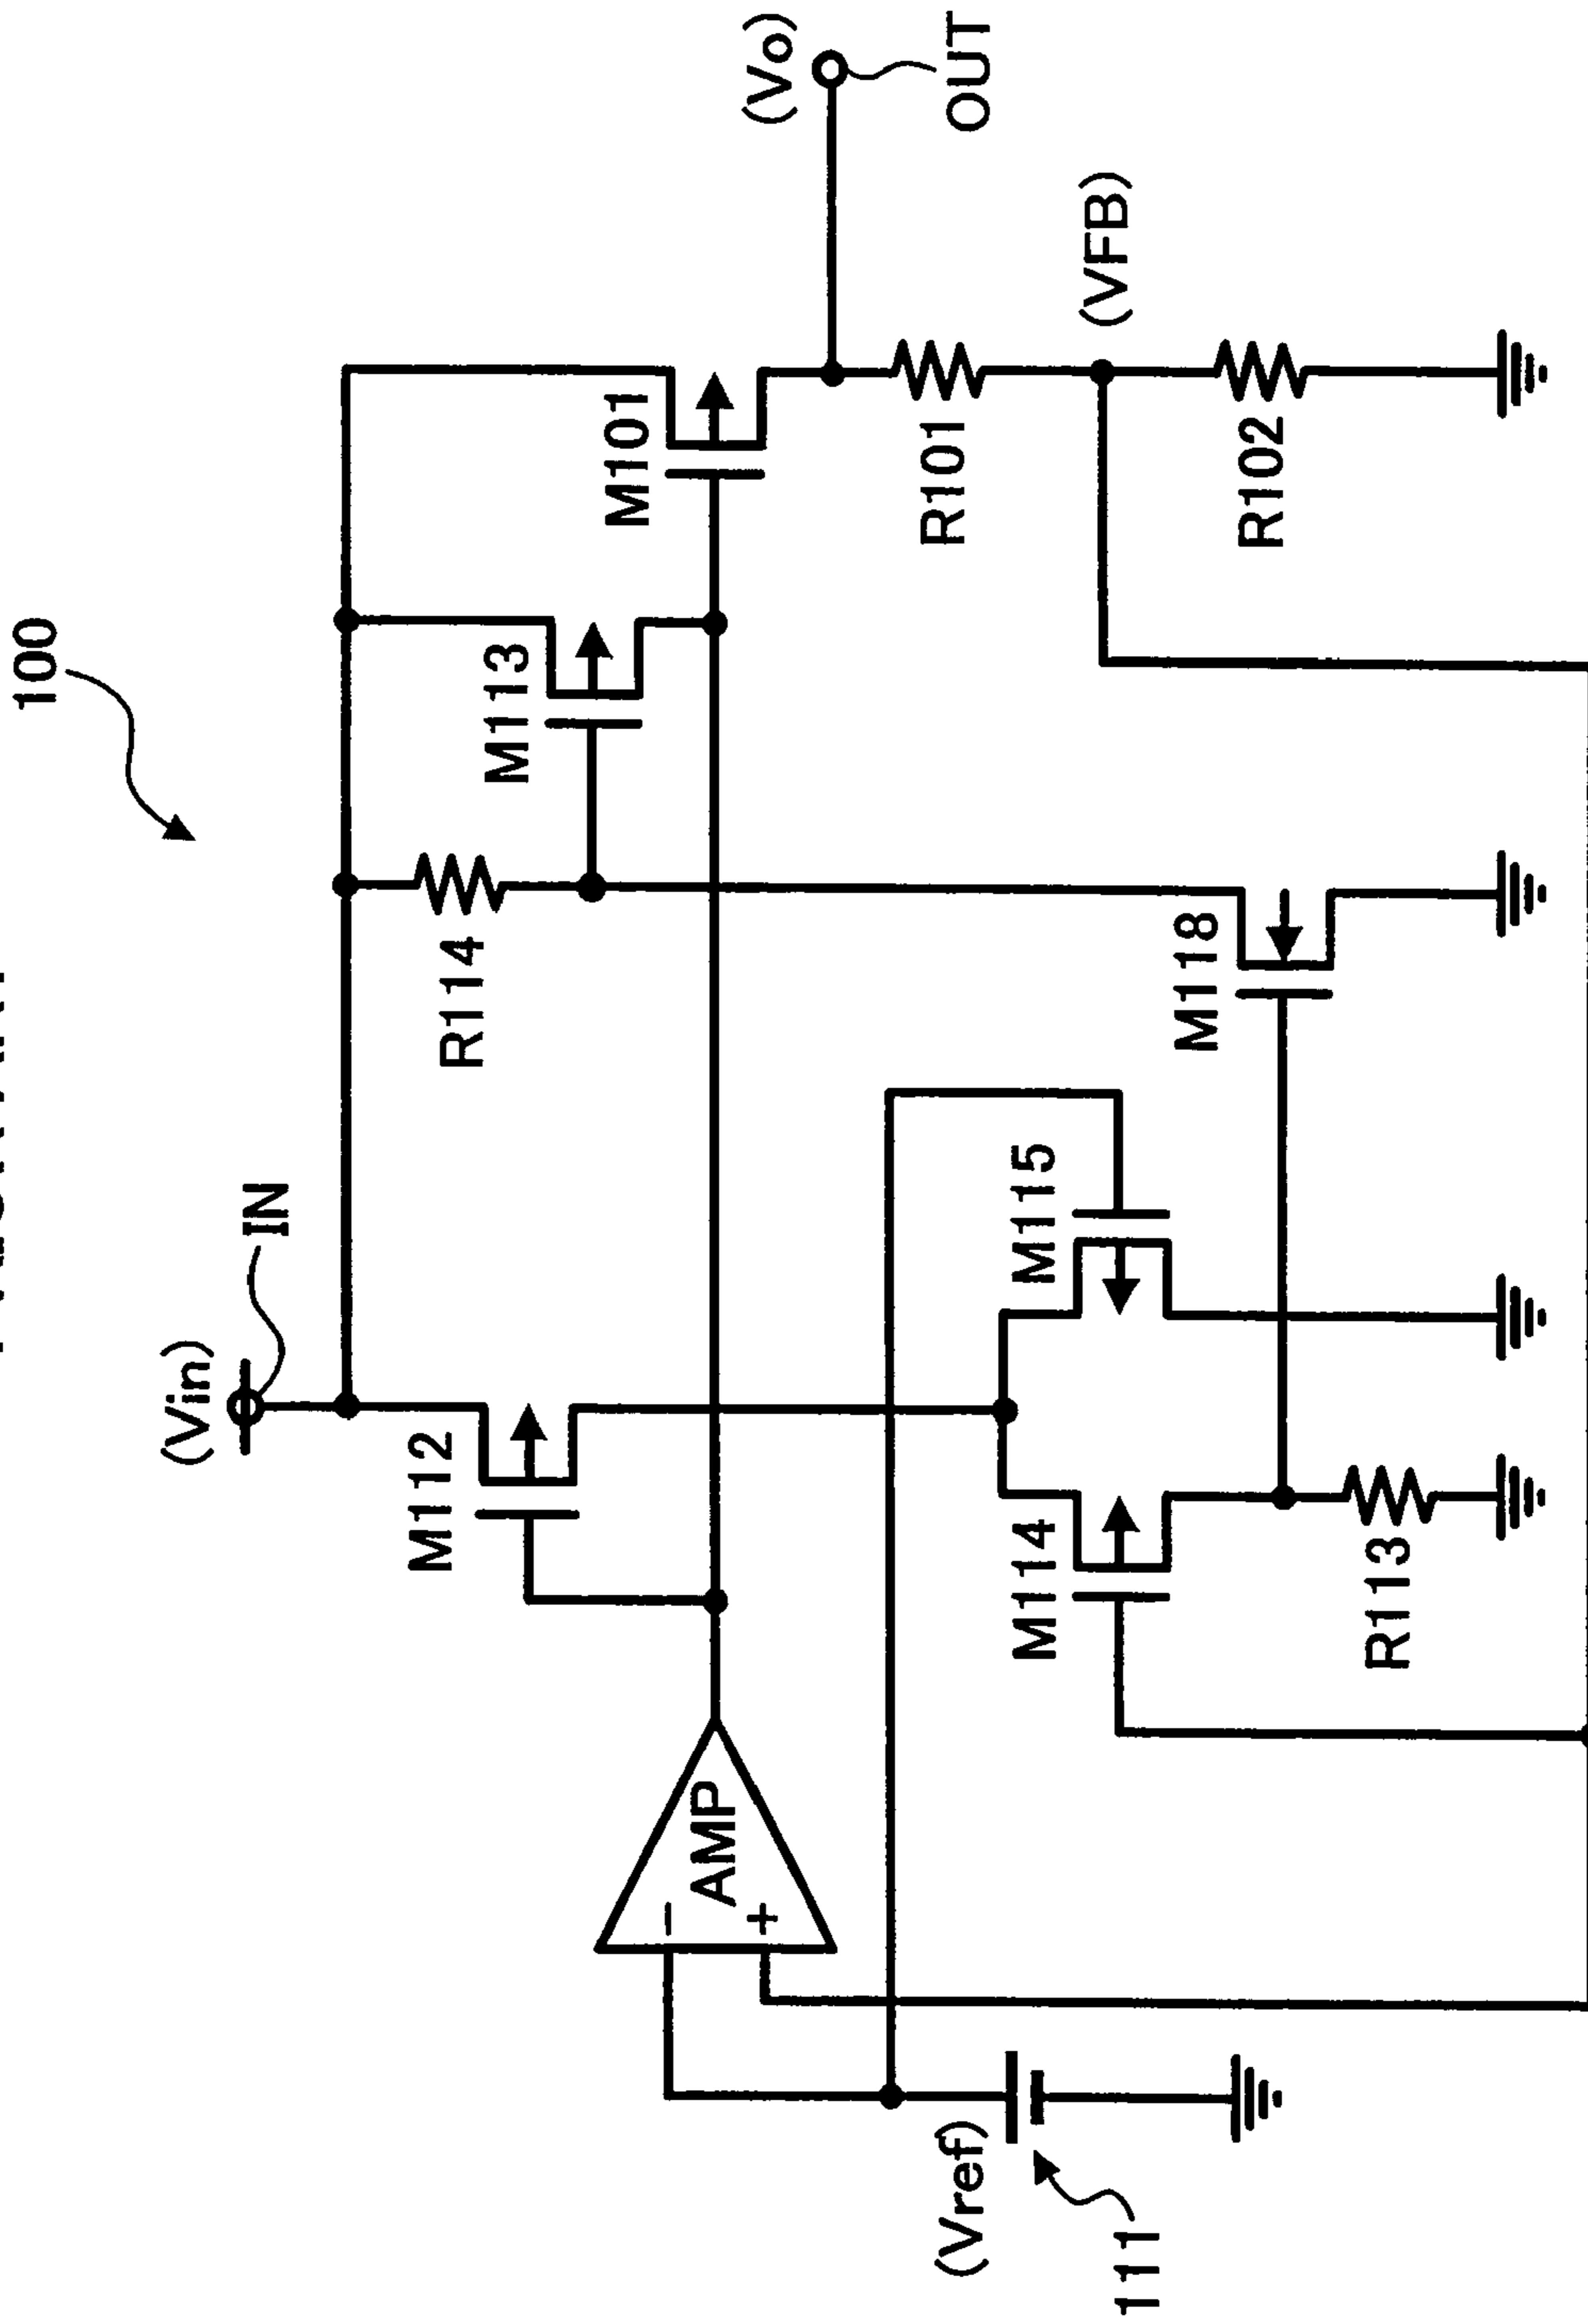 100
(Vin)
IN
M112
R114
M113
M101
(Vo)
OUT
AMP
−
+
(Vref)
111
M114
M115
M118
R113
R101
(VFB)
R102